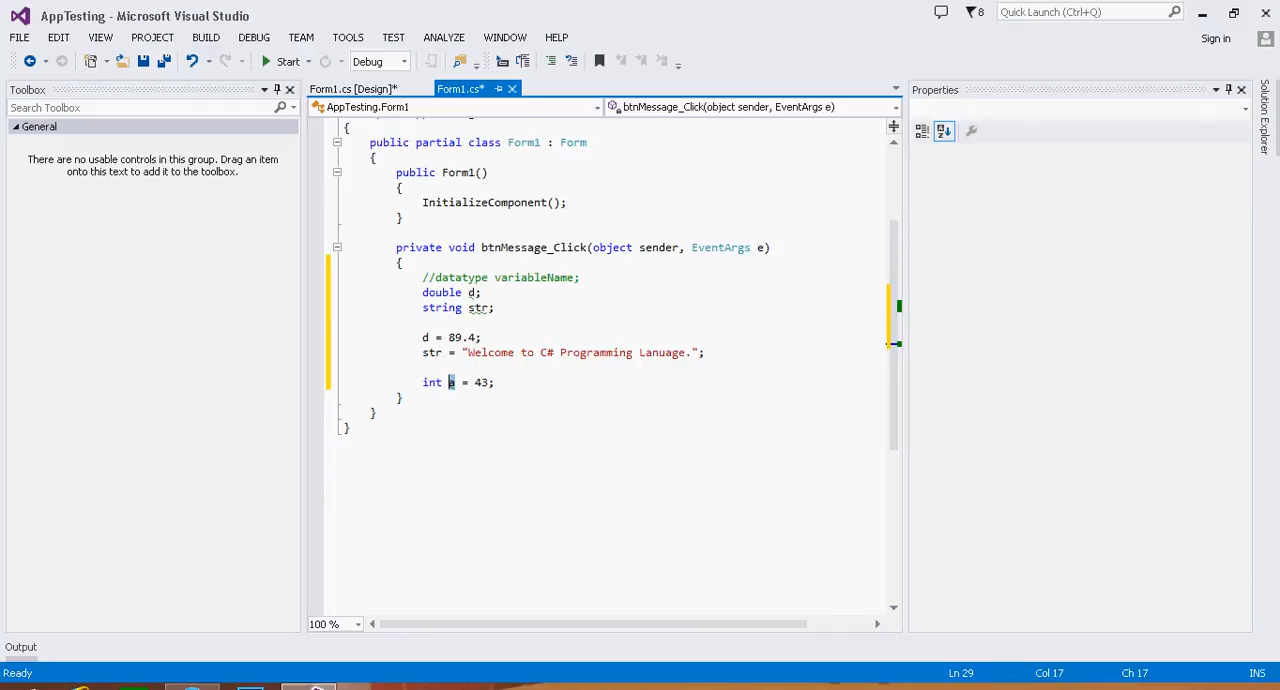 AppTesting - Microsoft Visual Studio
8
Quick Launch (Ctrl+Q)
FILE EDIT VIEW PROJECT BUILD DEBUG TEAM TOOLS TEST ANALYZE WINDOW HELP
Sign in
Start
Debug
Toolbox
Form1.cs [Design]*
Form1.cs*
Properties
Solution Explorer
Search Toolbox
AppTesting.Form1
btnMessage_Click(object sender, EventArgs e)
General
There are no usable controls in this group. Drag an item
onto this text to add it to the toolbox.
{
public partial class Form1 : Form
{
public Form1()
{
InitializeComponent();
}
private void btnMessage_Click(object sender, EventArgs e)
{
//datatype variableName;
double d;
string str;
d = 89.4;
str = "Welcome to C# Programming Lanuage.";
int a = 43;
}
}
}
100 %
Output
Ready
Ln 29
Col 17
Ch 17
INS